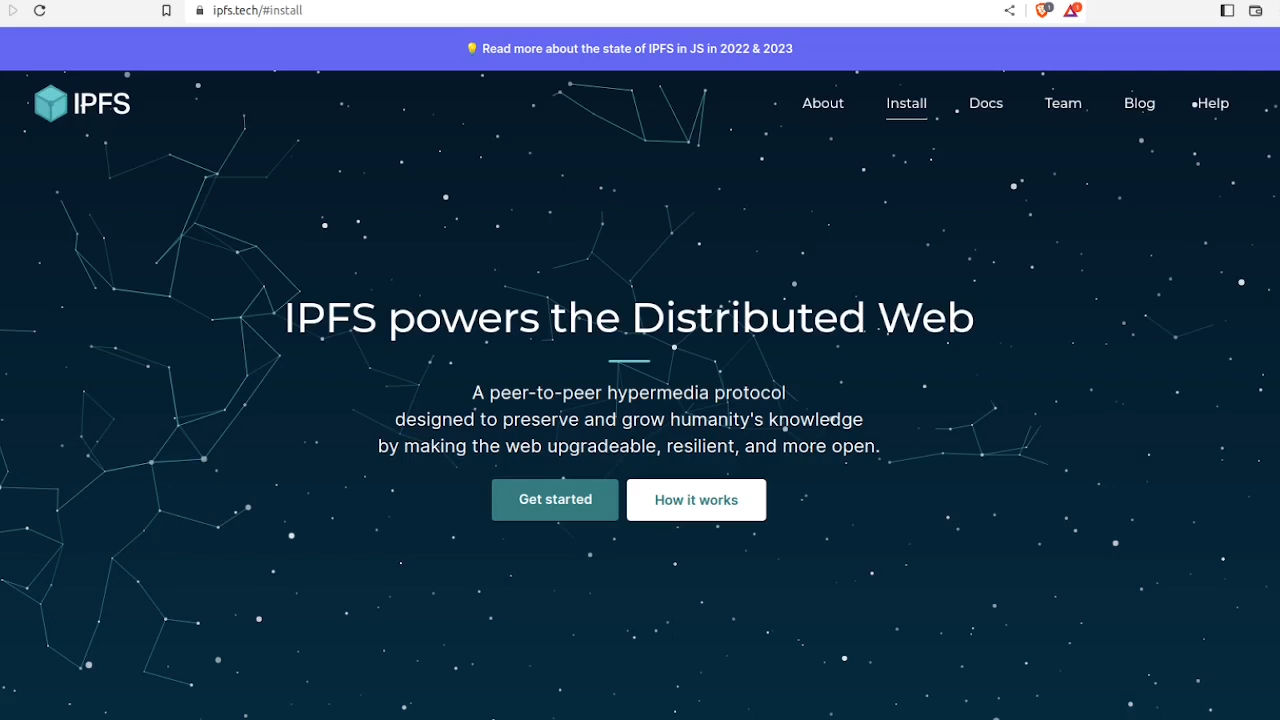 ipfs.tech/#install
💡 Read more about the state of IPFS in JS in 2022 & 2023
IPFS
About Install Docs Team Blog Help
IPFS powers the Distributed Web
A peer-to-peer hypermedia protocol
designed to preserve and grow humanity's knowledge
by making the web upgradeable, resilient, and more open.
Get started How it works